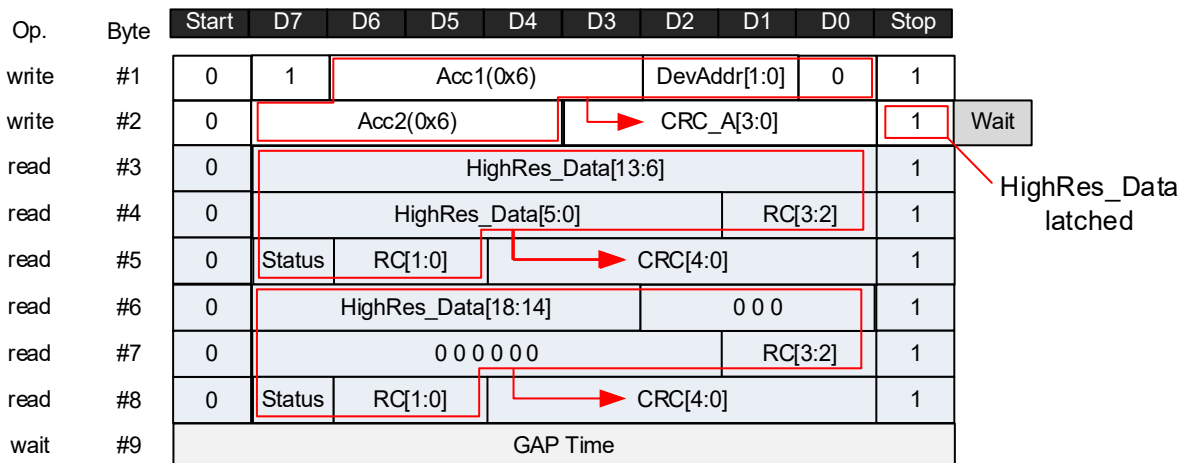 Op. Byte Start D7 D6 D5 D4 D3 D2 D1 D0 Stop
write #1 0 1 Acc1(0x6) DevAddr[1:0] 0 1
write #2 0 Acc2(0x6) CRC_A[3:0] 1 Wait
read #3 0 HighRes_Data[13:6] 1
HighRes_Data
latched
read #4 0 HighRes_Data[5:0] RC[3:2] 1
read #5 0 Status RC[1:0] CRC[4:0] 1
read #6 0 HighRes_Data[18:14] 0 0 0 1
read #7 0 0 0 0 0 0 0 RC[3:2] 1
read #8 0 Status RC[1:0] CRC[4:0] 1
wait #9 GAP Time